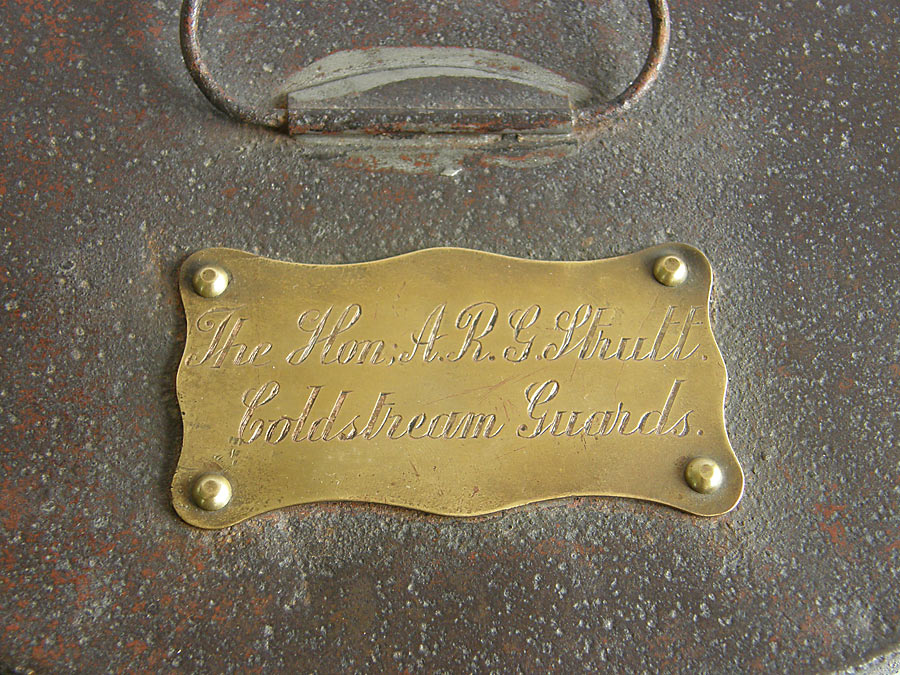 The Hon; A.R.G. Strutt.
Coldstream Guards.